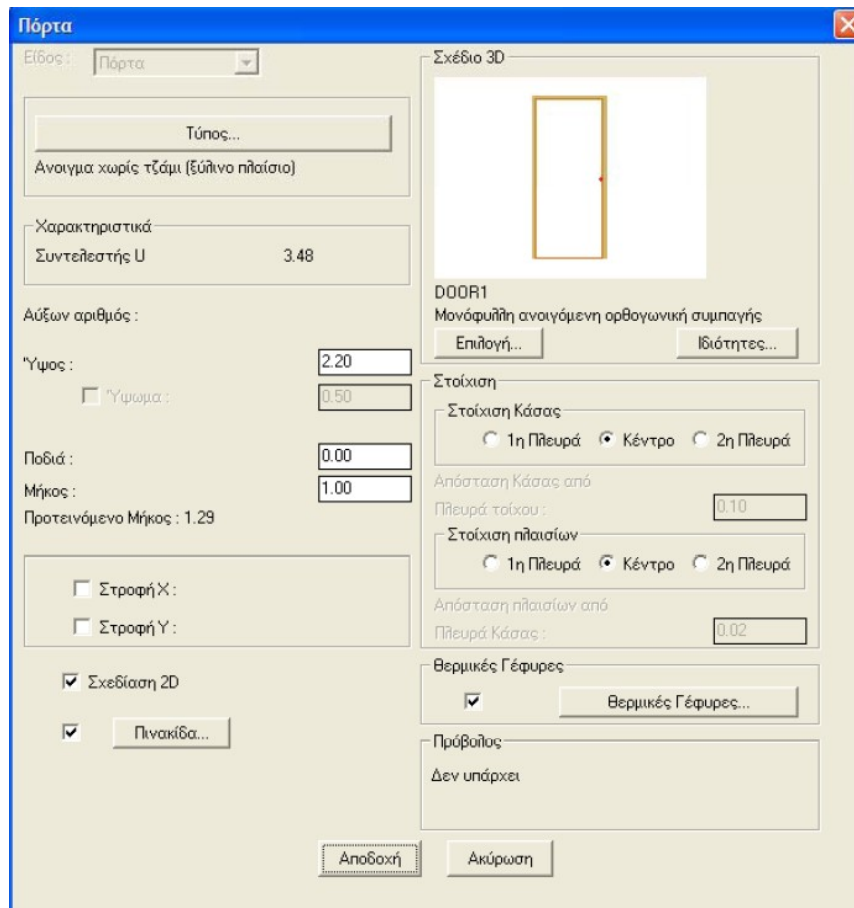 Πόρτα
Είδος :
Πόρτα
Τύπος...
Ανοιγμα χωρίς τζάμι (ξύλινο πλαίσιο)
Χαρακτηριστικά
Συντελεστής U 3.48
Αύξων αριθμός :
Ύψος : 2.20
Ύψωμα : 0.50
Ποδιά : 0.00
Μήκος : 1.00
Προτεινόμενο Μήκος : 1.29
Στροφή Χ :
Στροφή Υ :
Σχεδίαση 2D
Πινακίδα...
Σχέδιο 3D
DOOR1
Μονόφυλλη ανοιγόμενη ορθογωνική συμπαγής
Επιλογή... Ιδιότητες...
Στοίχιση
Στοίχιση Κάσας
1η Πλευρά Κέντρο 2η Πλευρά
Απόσταση Κάσας από
Πλευρά τοίχου : 0.10
Στοίχιση πλαισίων
1η Πλευρά Κέντρο 2η Πλευρά
Απόσταση πλαισίων από
Πλευρά Κάσας : 0.02
Θερμικές Γέφυρες
Θερμικές Γέφυρες...
Πρόβολος
Δεν υπάρχει
Αποδοχή Ακύρωση